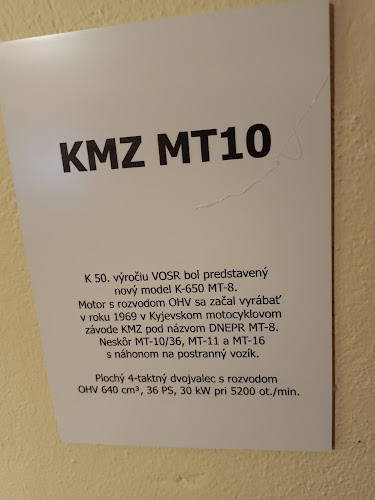 KMZ MT10
K 50. výročiu VOSR bol predstavený
nový model K-650 MT-8.
Motor s rozvodom OHV sa začal vyrábať
v roku 1969 v Kyjevskom motocyklovom
závode KMZ pod názvom DNEPR MT-8.
Neskôr MT-10/36, MT-11 a MT-16
s náhonom na postranný vozík.
Plochý 4-taktný dvojvalec s rozvodom
OHV 640 cm³, 36 PS, 30 kW pri 5200 ot./min.